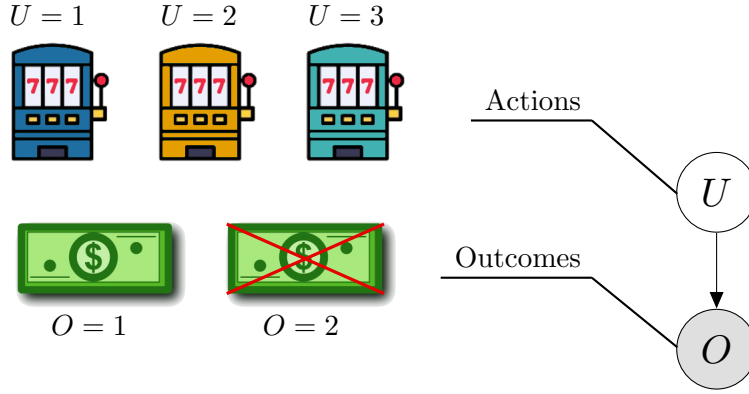 U = 1
U = 2
U = 3
777
777
777
Actions
U
$
$
Outcomes
O = 1
O = 2
O